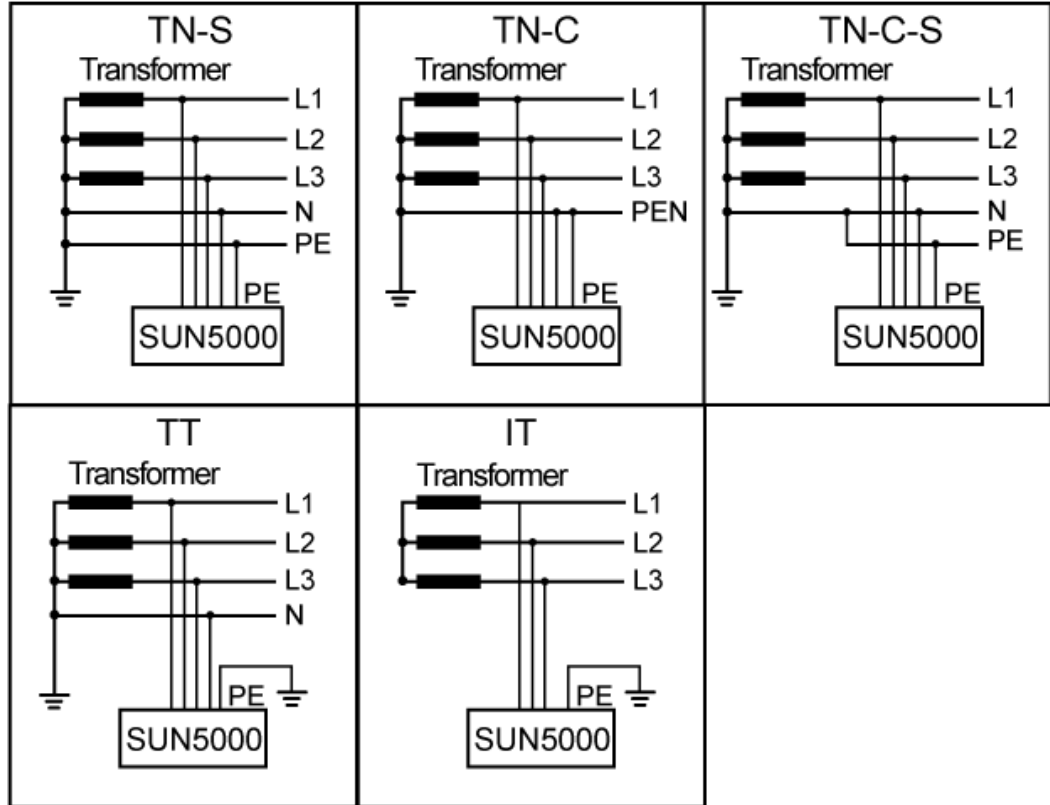 TN-S
Transformer
L1
L2
L3
N
PE
PE
SUN5000
TN-C
Transformer
L1
L2
L3
PEN
PE
SUN5000
TN-C-S
Transformer
L1
L2
L3
N
PE
PE
SUN5000
TT
Transformer
L1
L2
L3
N
PE
SUN5000
IT
Transformer
L1
L2
L3
PE
SUN5000